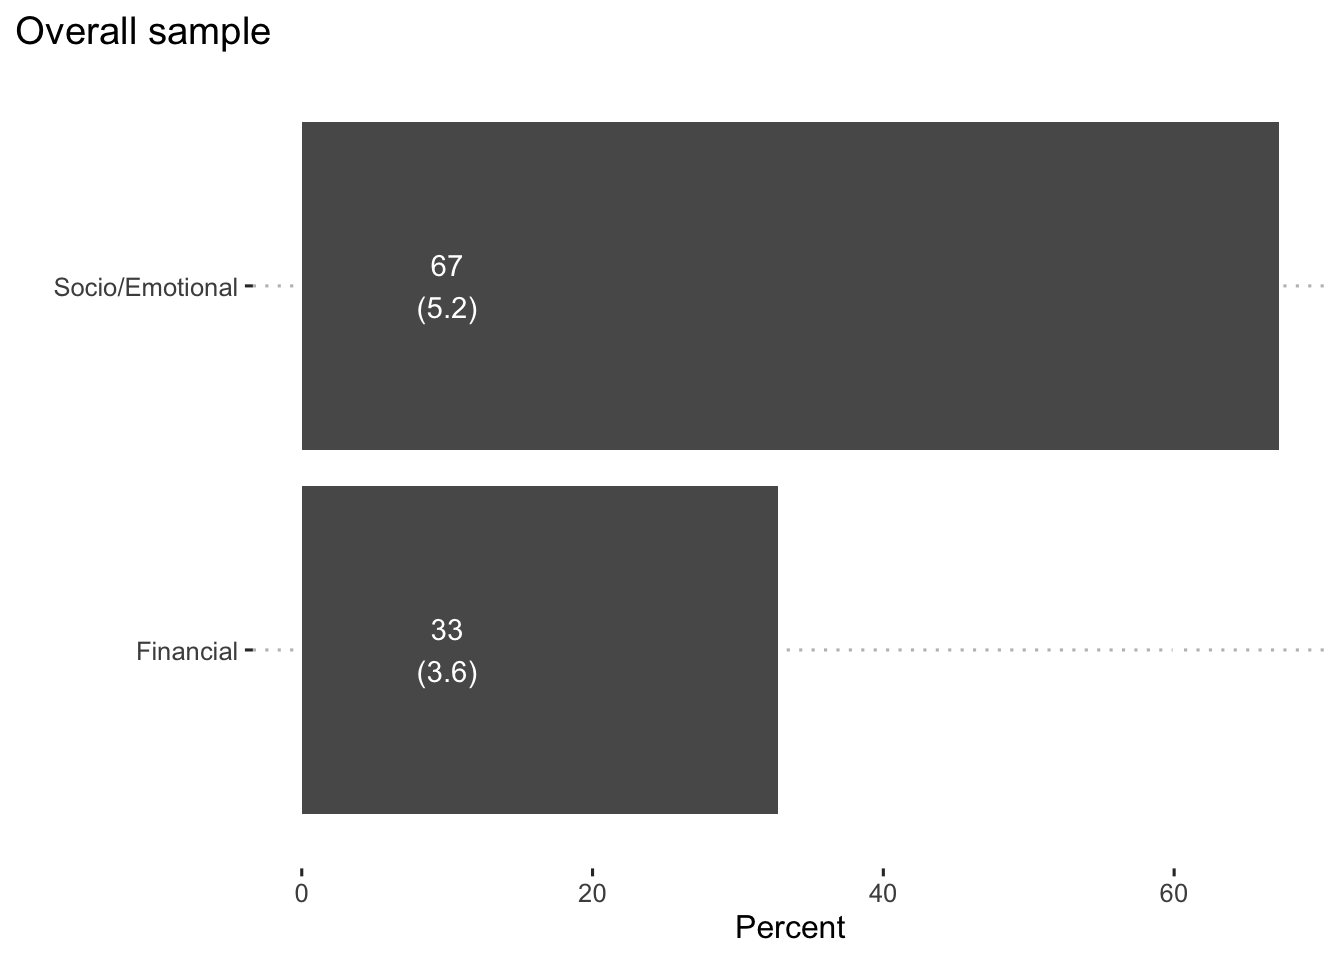 Overall sample
Socio/Emotional
67
(5.2)
Financial
33
(3.6)
0 20 40 60
Percent